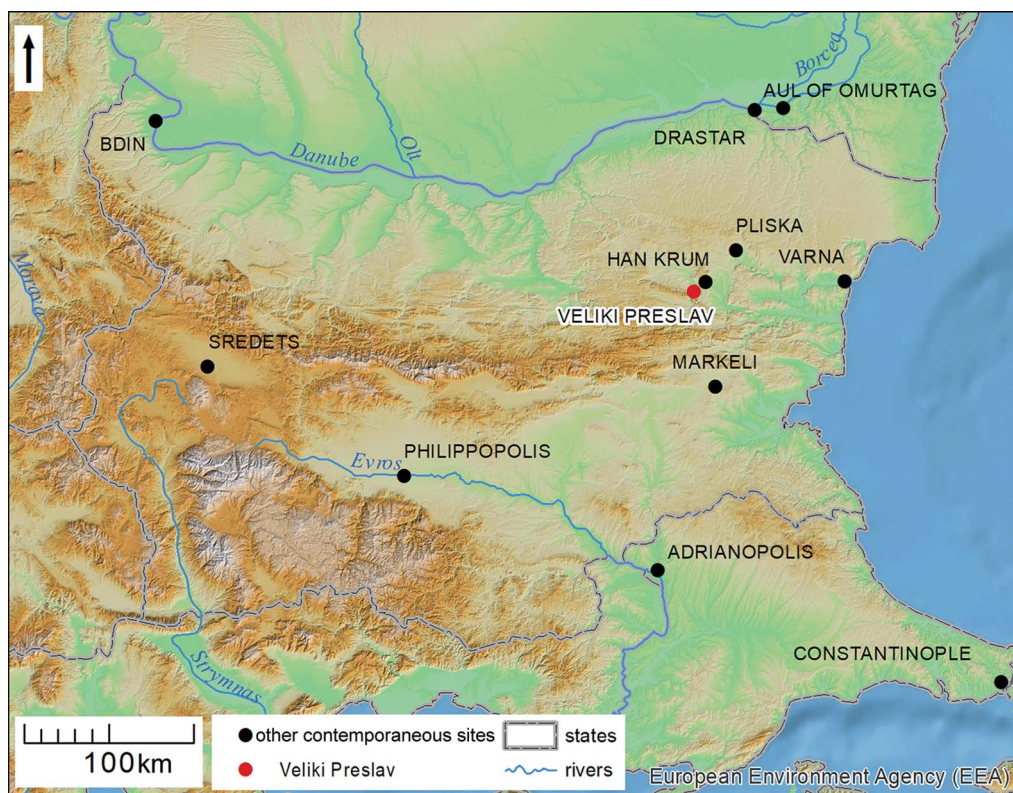 Borcea
AUL OF OMURTAG
DRASTAR
BDIN
Danube
Olt
PLISKA
HAN KRUM
VARNA
VELIKI PRESLAV
Morava
SREDETS
MARKELI
PHILIPPOPOLIS
Evros
ADRIANOPOLIS
CONSTANTINOPLE
Strymnas
100km
other contemporaneous sites
states
Veliki Preslav
rivers
European Environment Agency (EEA)